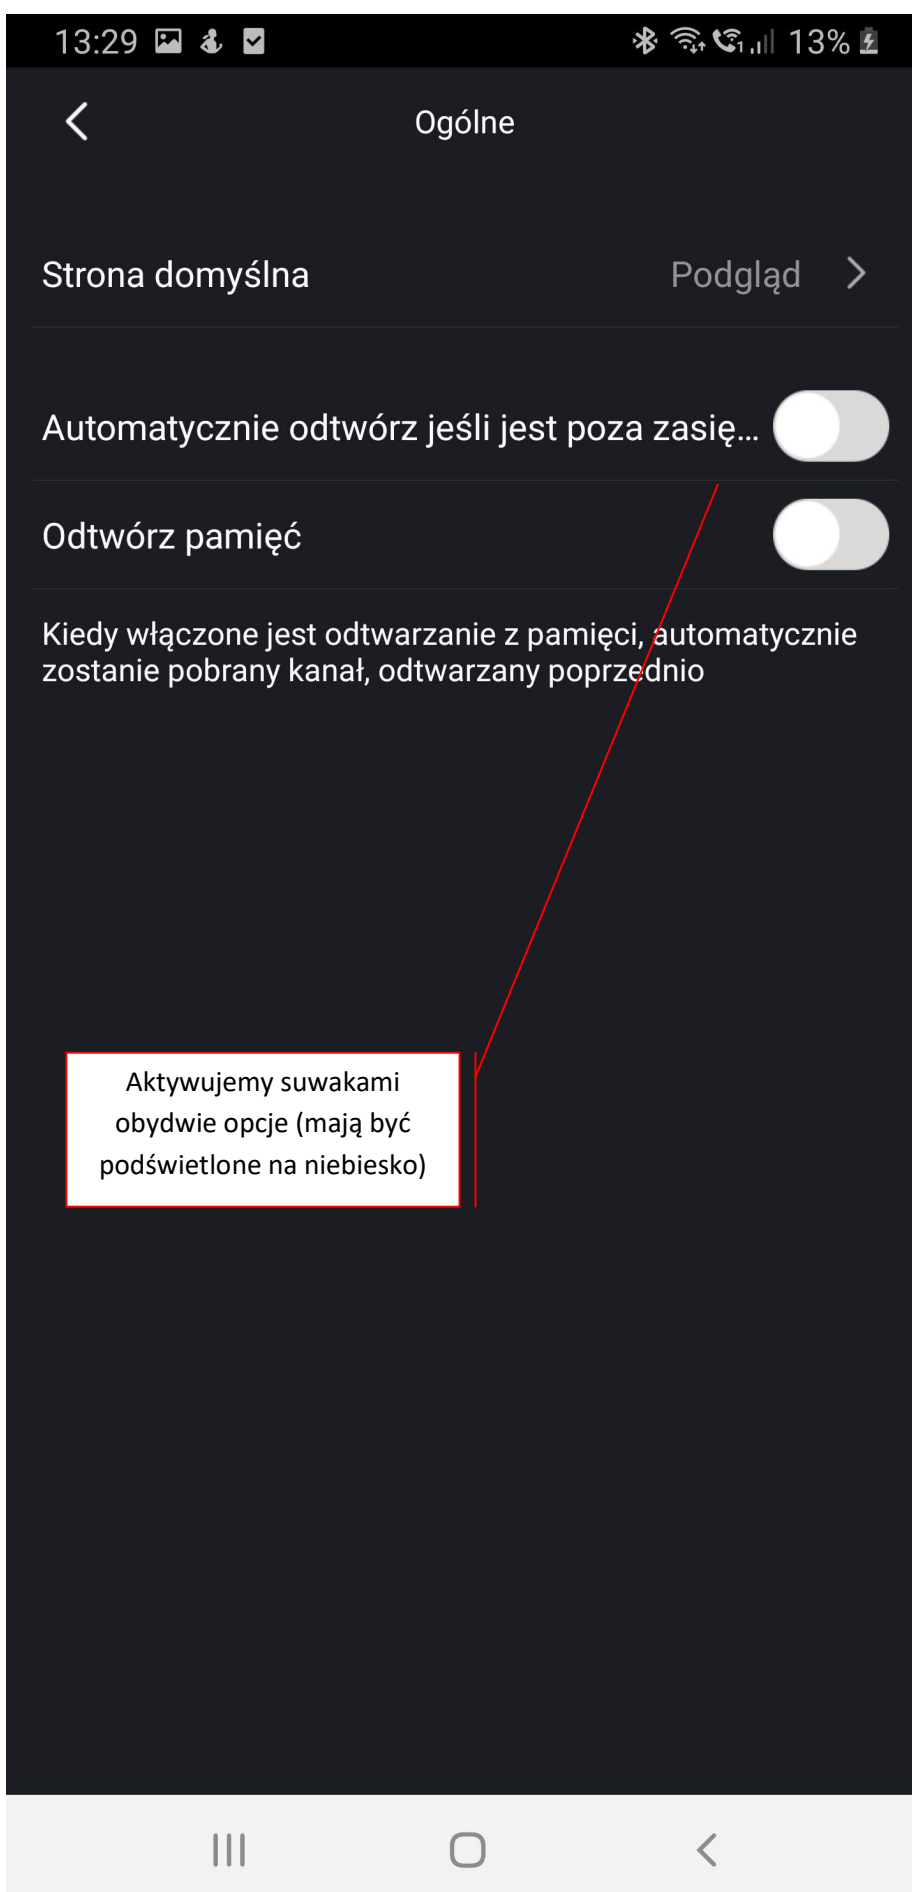 13:29
13%
Ogólne
Strona domyślna
Podgląd
Automatycznie odtwórz jeśli jest poza zasię...
Odtwórz pamięć
Kiedy włączone jest odtwarzanie z pamięci, automatycznie
zostanie pobrany kanał, odtwarzany poprzednio
Aktywujemy suwakami
obydwie opcje (mają być
podświetlone na niebiesko)